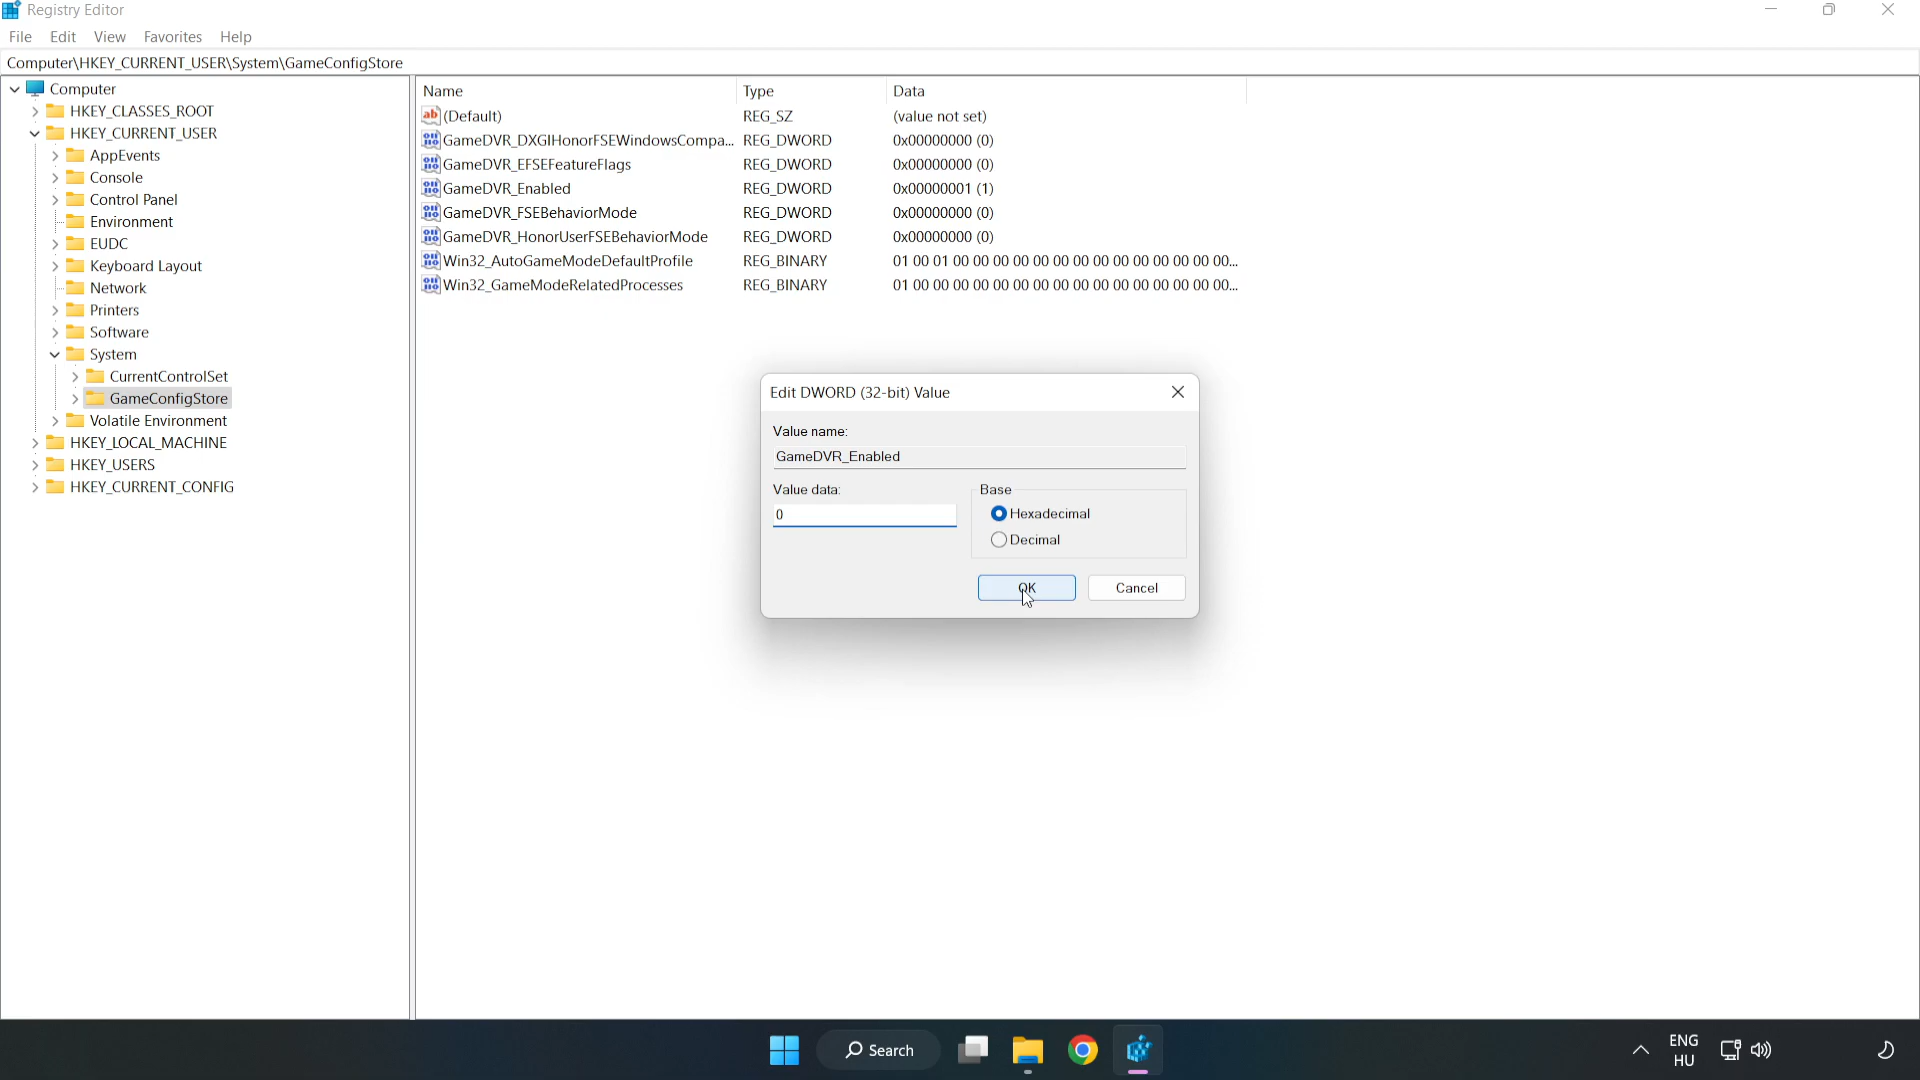 Registry Editor
File Edit View Favorites Help
Computer\HKEY_CURRENT_USER\System\GameConfigStore
Computer
HKEY_CLASSES_ROOT
HKEY_CURRENT_USER
AppEvents
Console
Control Panel
Environment
EUDC
Keyboard Layout
Network
Printers
Software
System
CurrentControlSet
GameConfigStore
Volatile Environment
HKEY_LOCAL_MACHINE
HKEY_USERS
HKEY_CURRENT_CONFIG
Name Type Data
(Default) REG_SZ (value not set)
GameDVR_DXGIHonorFSEWindowsCompa... REG_DWORD 0x00000000 (0)
GameDVR_EFSEFeatureFlags REG_DWORD 0x00000000 (0)
GameDVR_Enabled REG_DWORD 0x00000001 (1)
GameDVR_FSEBehaviorMode REG_DWORD 0x00000000 (0)
GameDVR_HonorUserFSEBehaviorMode REG_DWORD 0x00000000 (0)
Win32_AutoGameModeDefaultProfile REG_BINARY 01 00 01 00 00 00 00 00 00 00 00 00 00 00 00 00 00...
Win32_GameModeRelatedProcesses REG_BINARY 01 00 00 00 00 00 00 00 00 00 00 00 00 00 00 00 00...
Edit DWORD (32-bit) Value
Value name:
GameDVR_Enabled
Value data: Base
0 Hexadecimal
Decimal
OK Cancel
Search
ENG
HU